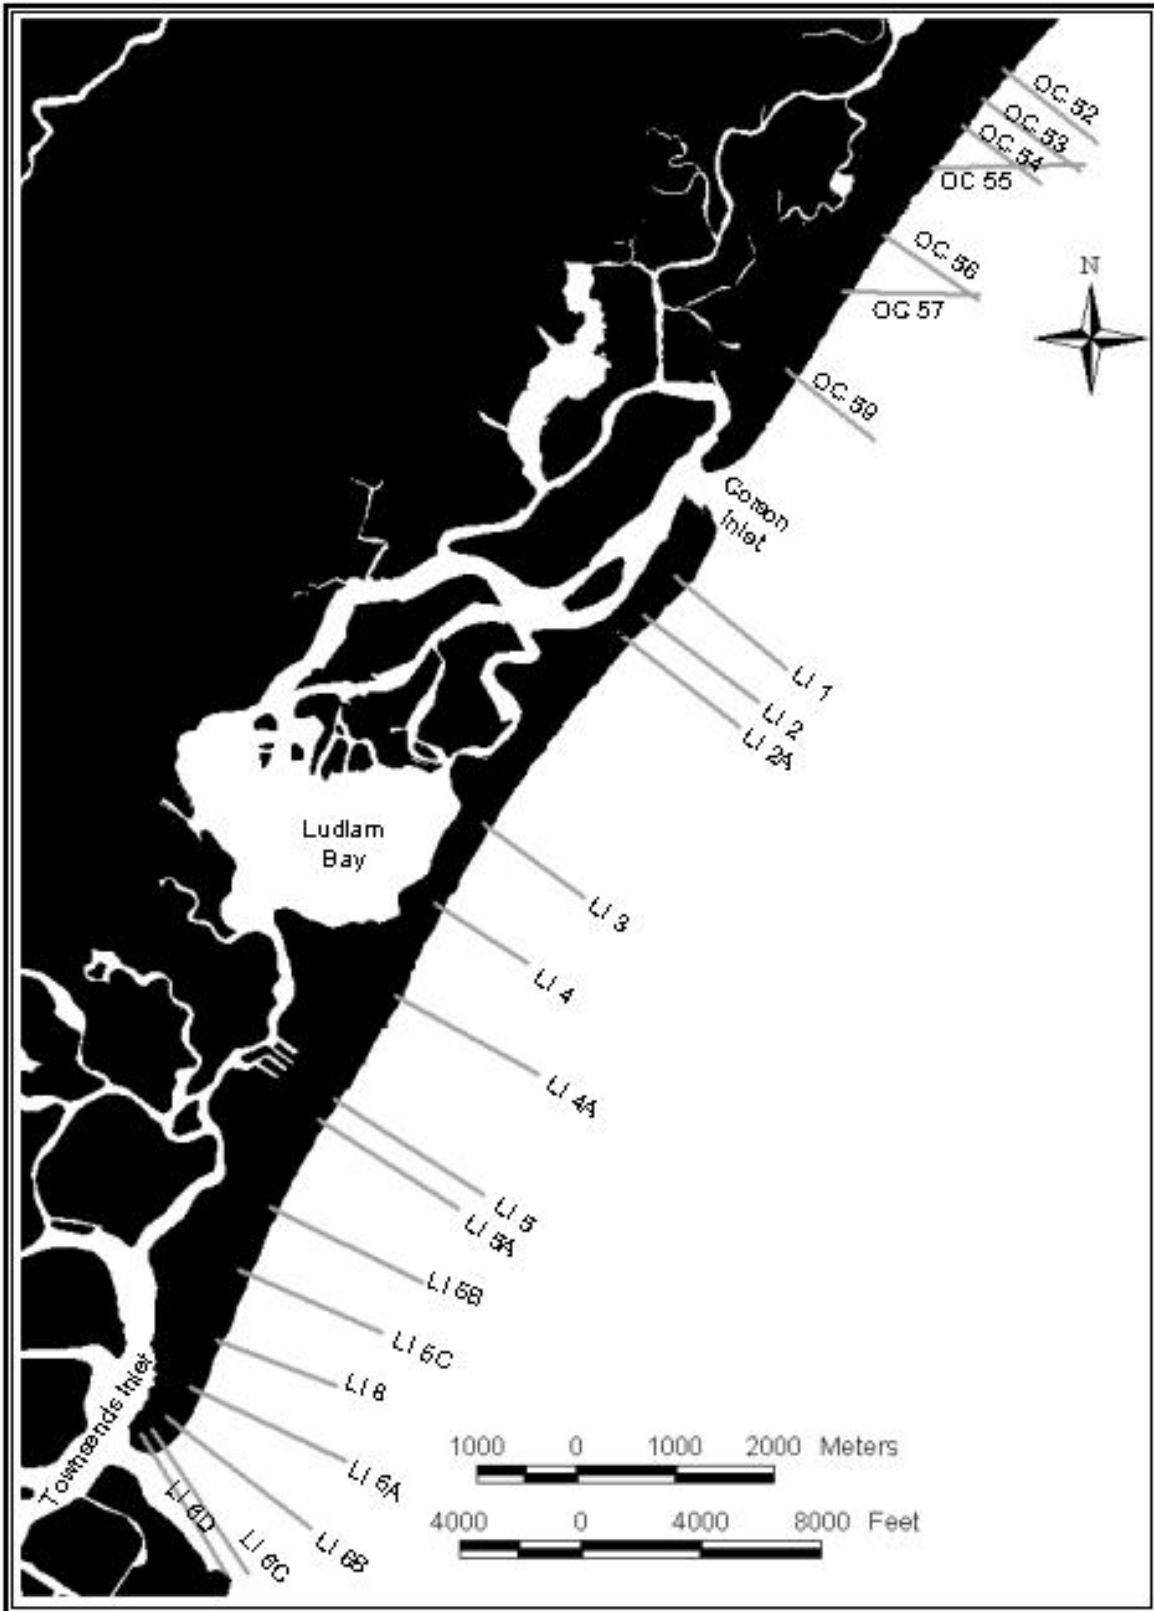 OC 52
OC 53
OC 54
OC 55
OC 56
N
OC 57
OC 59
Corson
Inlet
LI 1
LI 2
LI 2A
Ludlam
Bay
LI 3
LI 4
LI 4A
LI 5
LI 5A
LI 5B
LI 5C
LI 6
Townsends Inlet
LI 6A
LI 6B
LI 6C
LI 6D
1000 0 1000 2000 Meters
4000 0 4000 8000 Feet